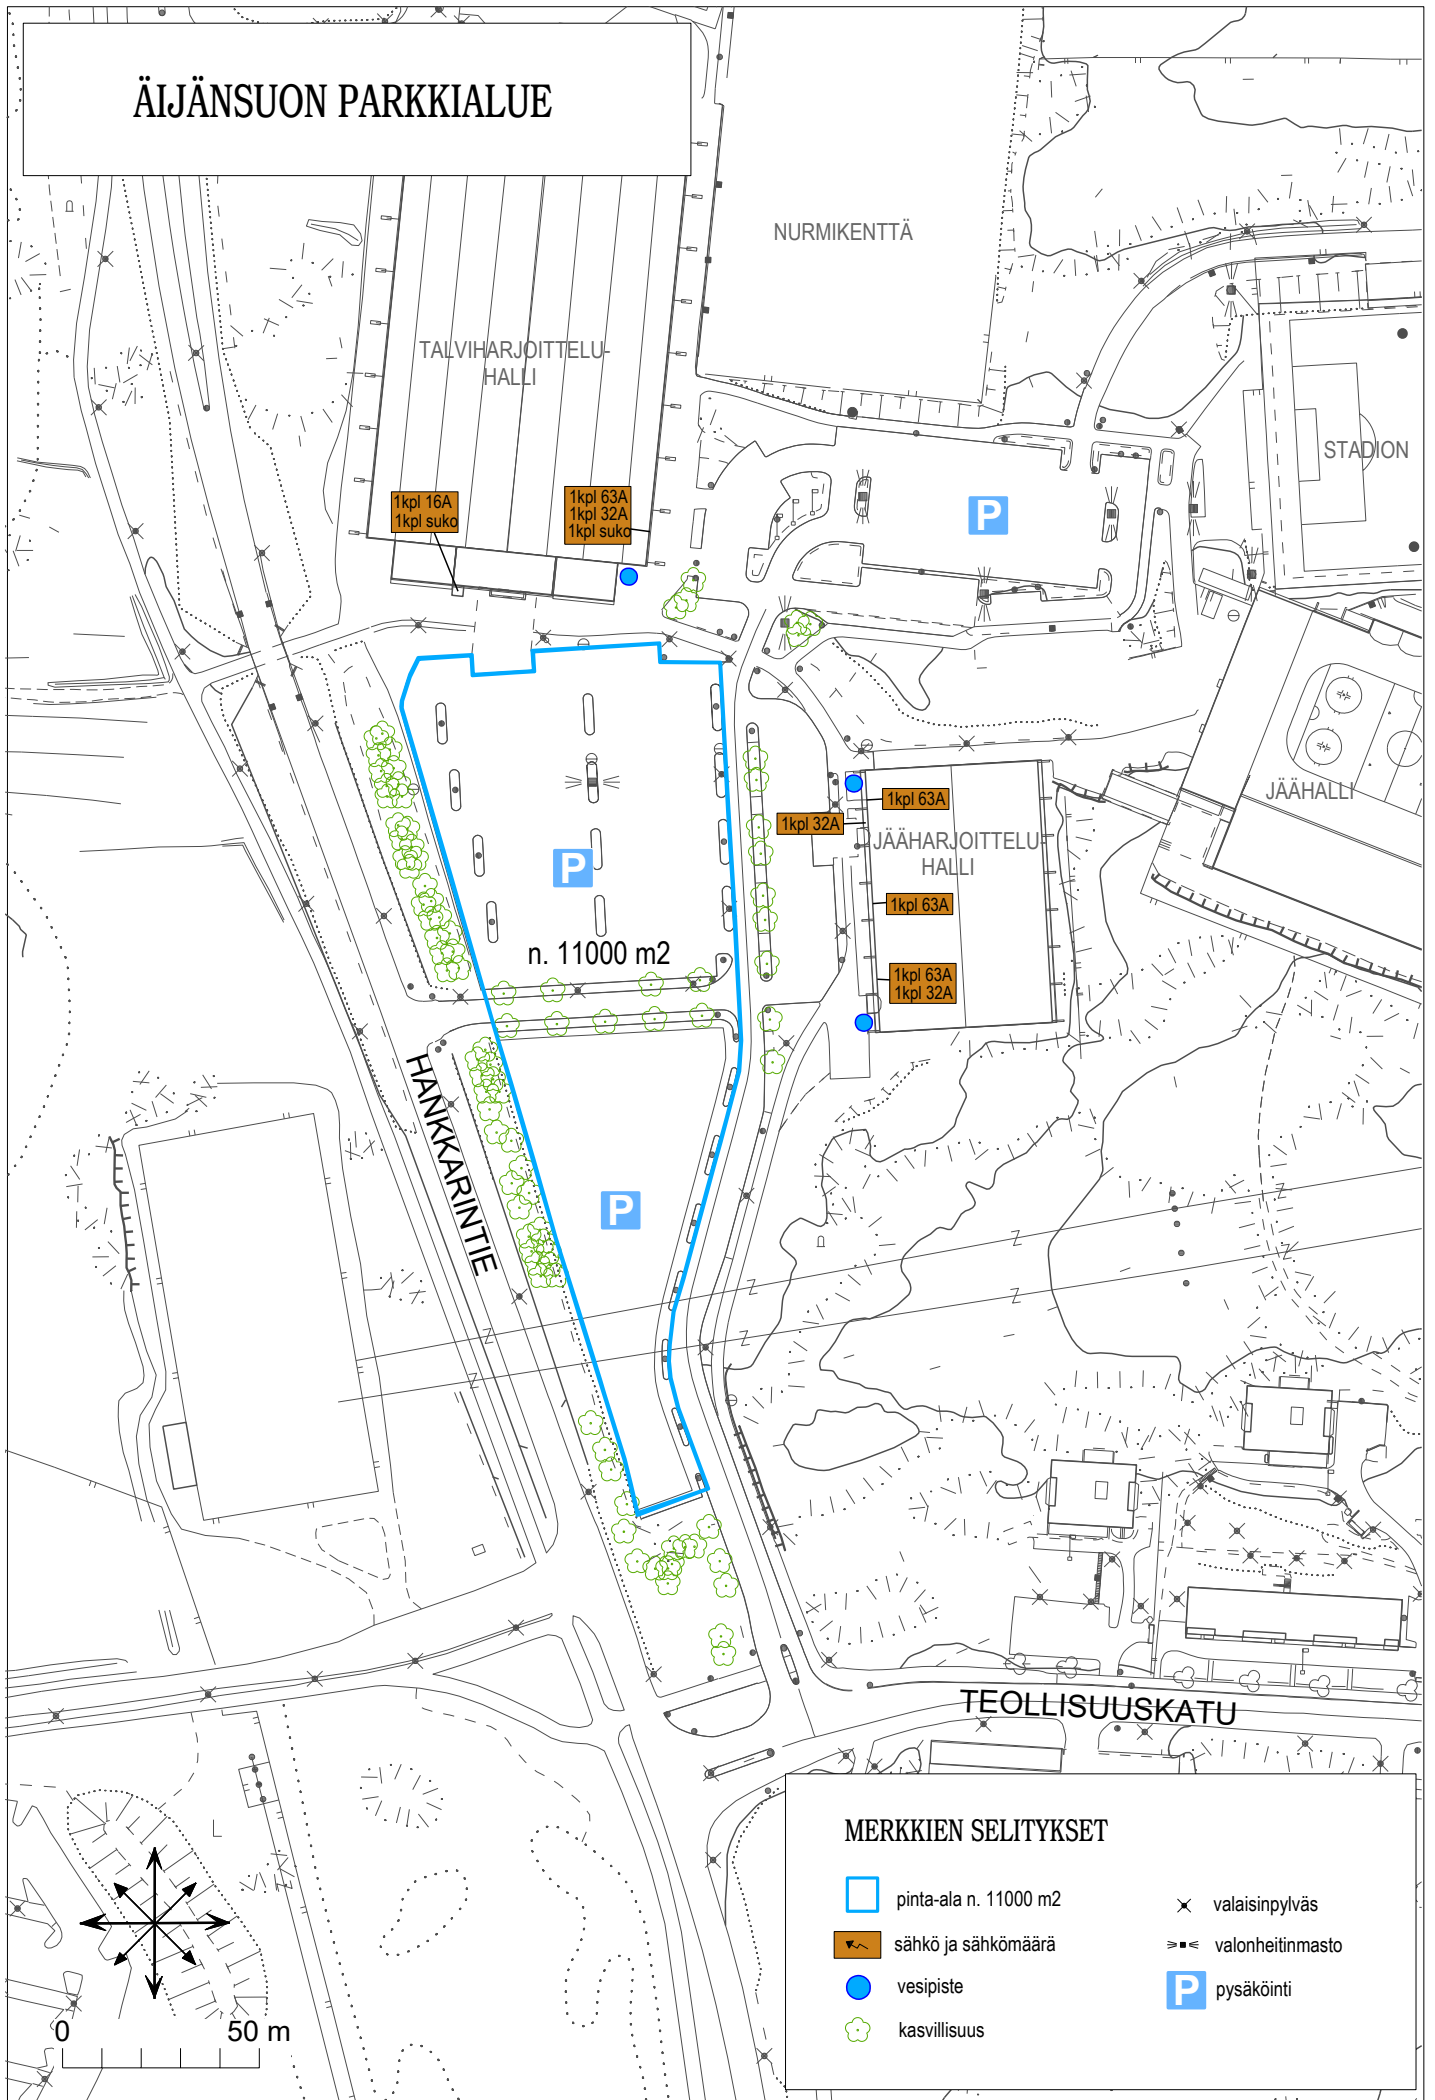 ÄIJÄNSUON PARKKIALUE
NURMIKENTTÄ
TALVIHARJOITTELU-
HALLI
STADION
1kpl 16A
1kpl suko
1kpl 63A
1kpl 32A
1kpl suko
P
JÄÄHALLI
1kpl 63A
1kpl 32A
JÄÄHARJOITTELU-
HALLI
P
1kpl 63A
n. 11000 m2
1kpl 63A
1kpl 32A
HANKKARINTIE
P
TEOLLISUUSKATU
MERKKIEN SELITYKSET
pinta-ala n. 11000 m2
sähkö ja sähkömäärä
vesipiste
kasvillisuus
valaisinpylväs
valonheitinmasto
P pysäköinti
0 50 m